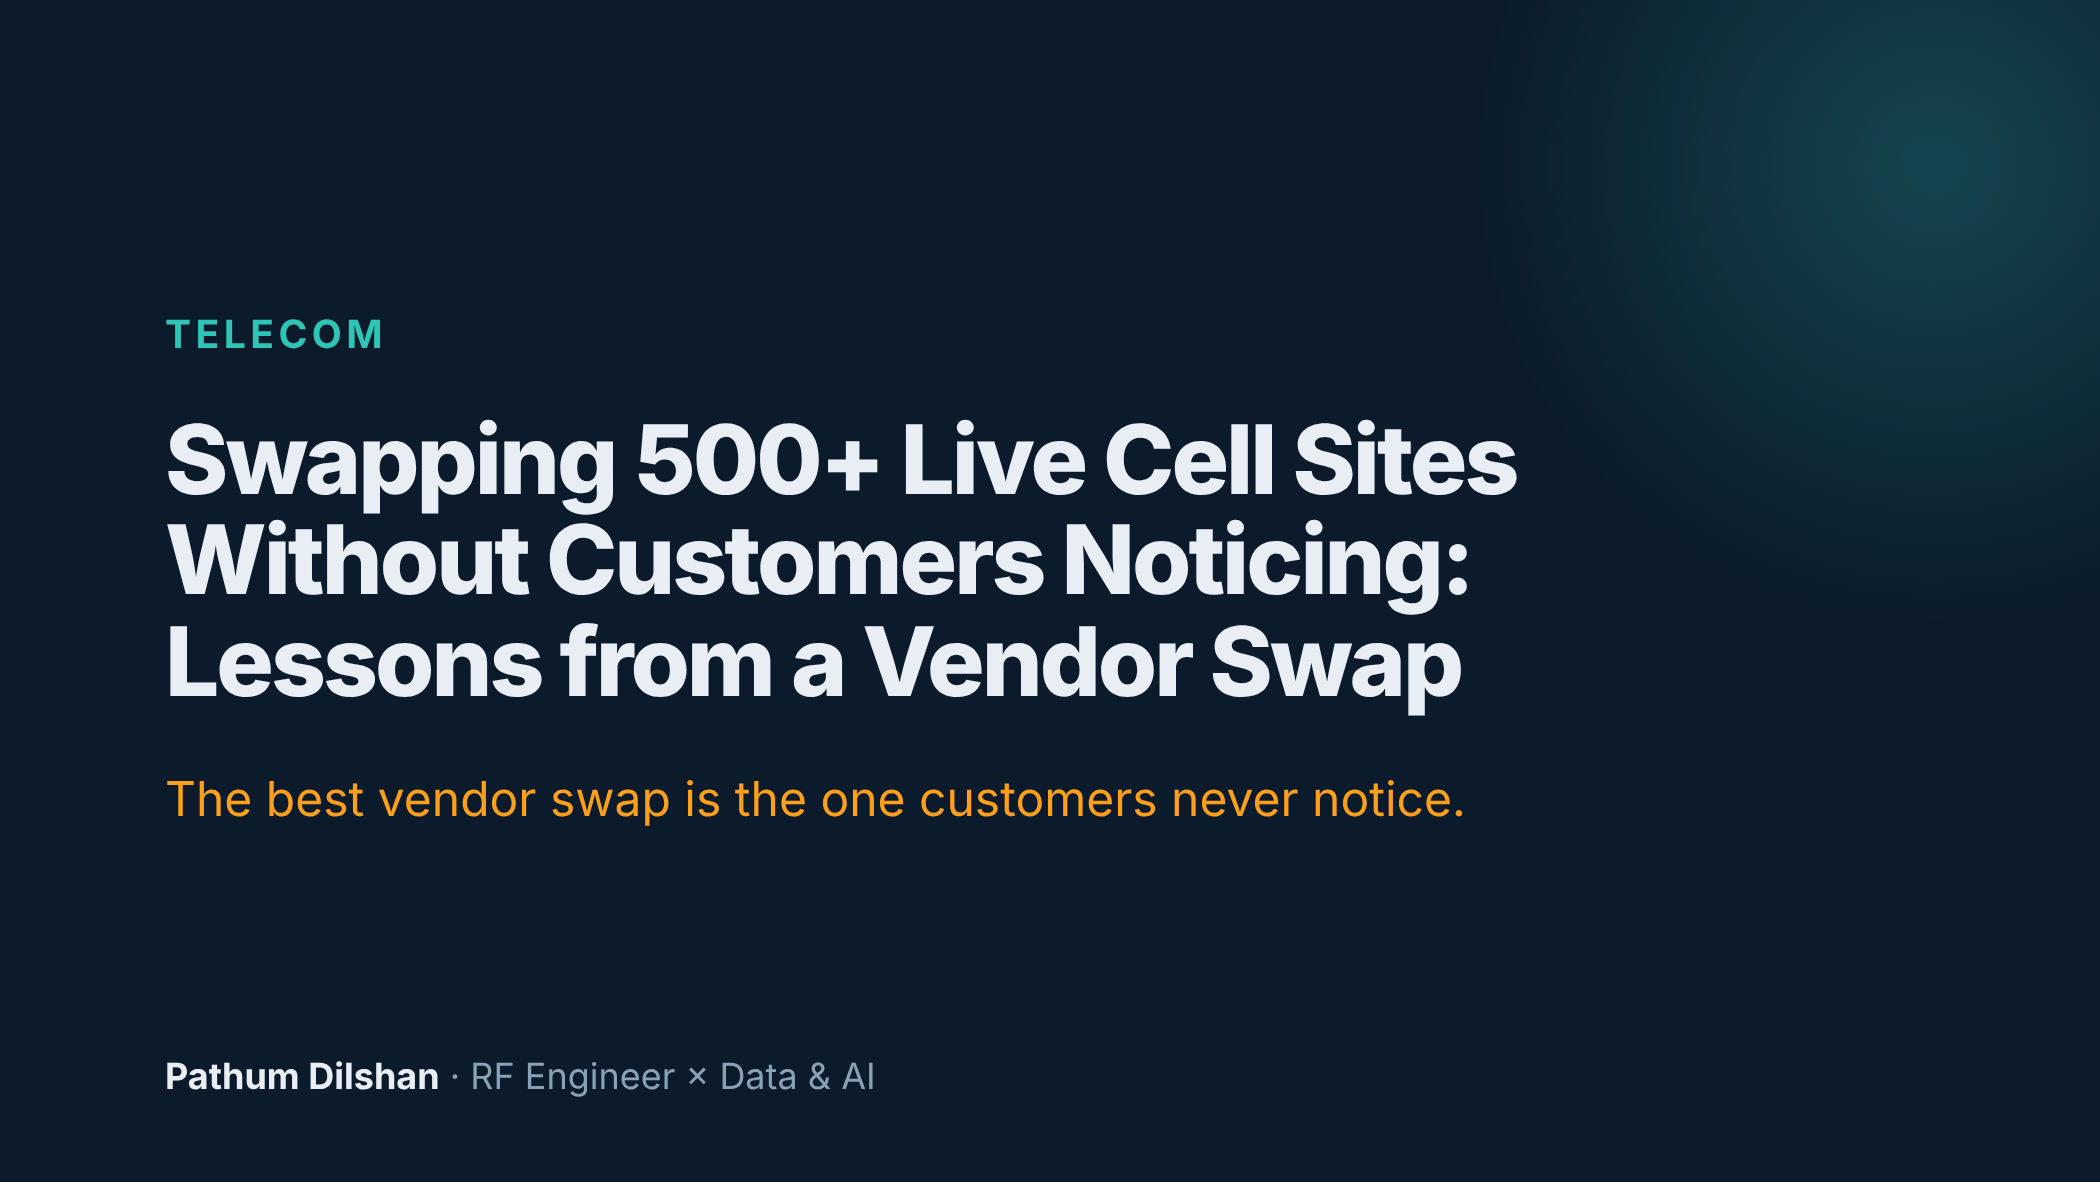 TELECOM
Swapping 500+ Live Cell Sites
Without Customers Noticing:
Lessons from a Vendor Swap
The best vendor swap is the one customers never notice.
Pathum Dilshan · RF Engineer × Data & AI